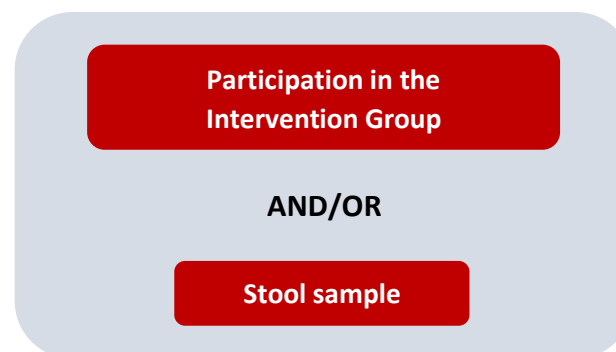 Participation in the
Intervention Group
AND/OR
Stool sample